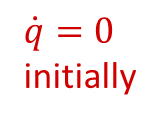 q̇ = 0
initially